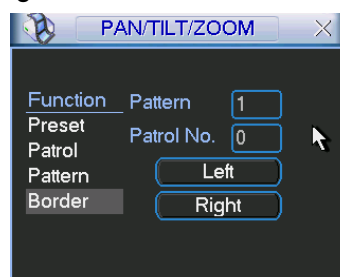 PAN/TILT/ZOOM
Function Pattern 1
Preset
Patrol No. 0
Patrol
Pattern
Left
Border
Right